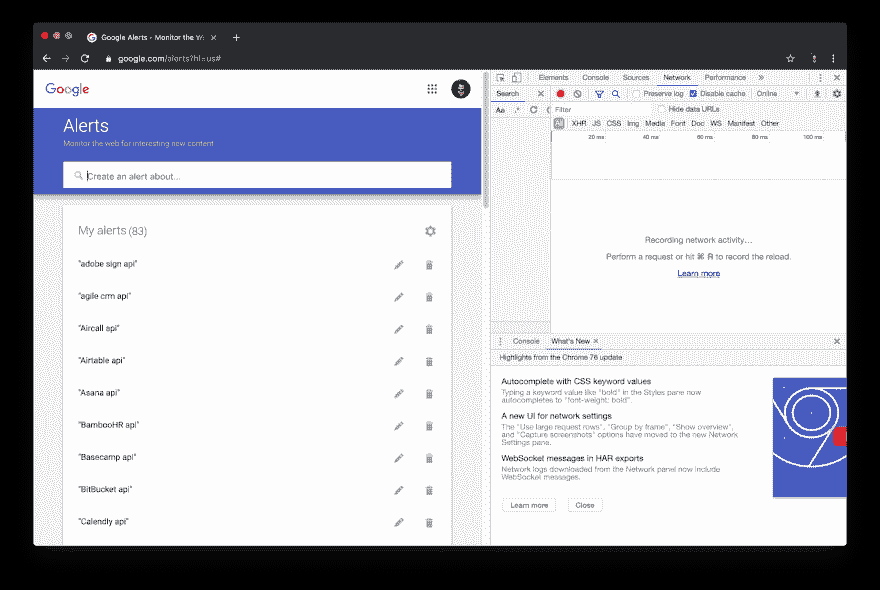 Google Alerts - Monitor the W
google.com/alerts?hl=us#
Google
Alerts
Monitor the web for interesting new content
Create an alert about...
My alerts (83)
"adobe sign api"
"agile crm api"
"Aircall api"
"Airtable api"
"Asana api"
"BambooHR api"
"Basecamp api"
"BitBucket api"
"Calendly api"
Elements Console Sources Network Performance »
Search Preserve log Disable cache Online
Aa .* Filter Hide data URLs
All XHR JS CSS Img Media Font Doc WS Manifest Other
20 ms 40 ms 60 ms 80 ms 100 ms
Recording network activity...
Perform a request or hit ⌘ R to record the reload.
Learn more
Console What's New
Highlights from the Chrome 76 update
Autocomplete with CSS keyword values
Typing a keyword value like "bold" in the Styles pane now
autocompletes to "font-weight: bold".
A new UI for network settings
The "Use large request rows", "Group by frame", "Show overview",
and "Capture screenshots" options have moved to the new Network
Settings pane.
WebSocket messages in HAR exports
Network logs downloaded from the Network panel now include
WebSocket messages.
Learn more Close